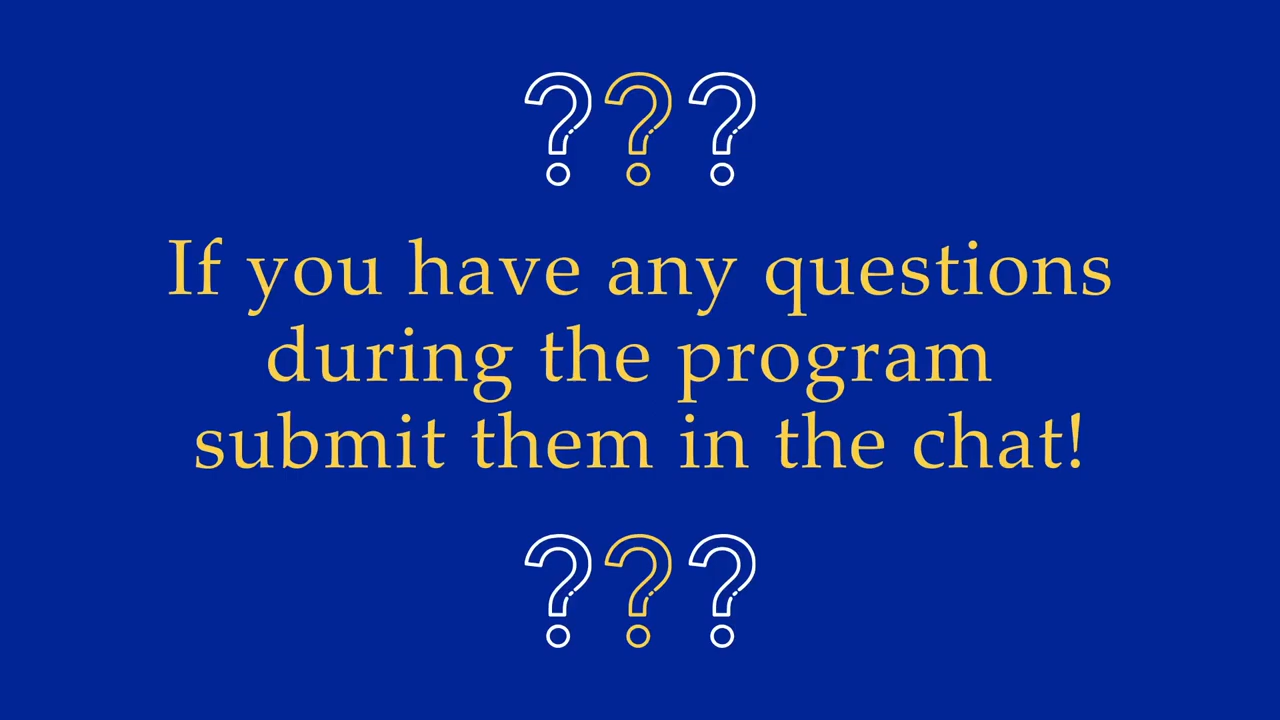 ???
If you have any questions
during the program
submit them in the chat!
???